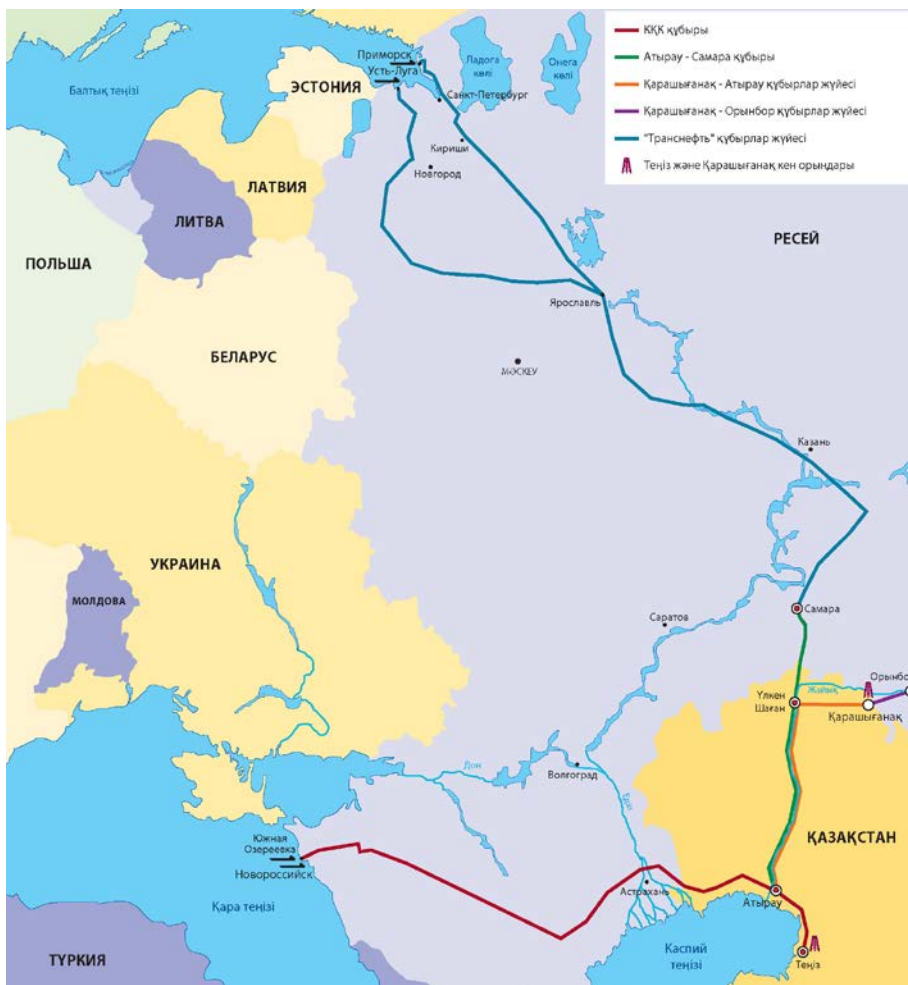 КҚК құбыры
Атырау - Самара құбыры
Қарашығанақ - Атырау құбырлар жүйесі
Қарашығанақ - Орынбор құбырлар жүйесі
"Транснефть" құбырлар жүйесі
Теңіз және Қарашығанақ кен орындары
Приморск
Усть-Луга
Ладога
көлі
Онега
көлі
Балтық теңізі
ЭСТОНИЯ
Санкт-Петербург
Кириши
Новгород
ЛАТВИЯ
ЛИТВА
РЕСЕЙ
ПОЛЬША
Ярославль
БЕЛАРУС
МӘСКЕУ
Казань
УКРАИНА
МОЛДОВА
Самара
Саратов
Орынбо
Жайық
Үлкен
Шаған
Қарашығанақ
Дон
Волгоград
Еділ
ҚАЗАҚСТАН
Южная
Озереевка
Новороссийск
Астрахань
Атырау
Қара теңізі
Каспий
теңізі
Теңіз
ТҮРКИЯ